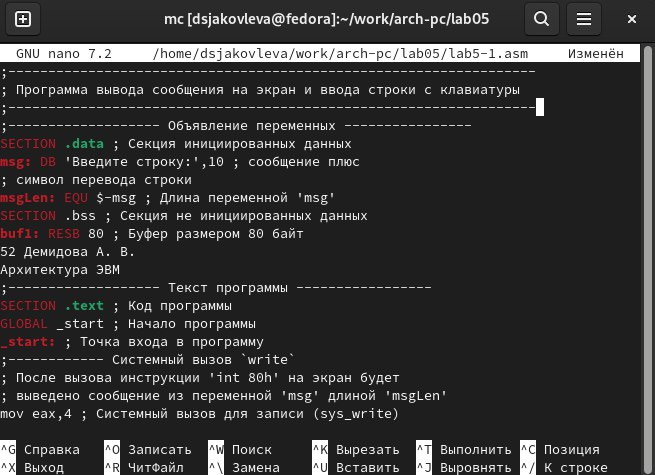 mc [dsjakovleva@fedora]:~/work/arch-pc/lab05
GNU nano 7.2 /home/dsjakovleva/work/arch-pc/lab05/lab5-1.asm Изменён
;------------------------------------------------------------------
; Программа вывода сообщения на экран и ввода строки с клавиатуры
;------------------------------------------------------------------
;------------------- Объявление переменных ----------------
SECTION .data ; Секция инициированных данных
msg: DB 'Введите строку:',10 ; сообщение плюс
; символ перевода строки
msgLen: EQU $-msg ; Длина переменной 'msg'
SECTION .bss ; Секция не инициированных данных
buf1: RESB 80 ; Буфер размером 80 байт
52 Демидова А. В.
Архитектура ЭВМ
;------------------- Текст программы -----------------
SECTION .text ; Код программы
GLOBAL _start ; Начало программы
_start: ; Точка входа в программу
;------------ Системный вызов `write`
; После вызова инструкции 'int 80h' на экран будет
; выведено сообщение из переменной 'msg' длиной 'msgLen'
mov eax,4 ; Системный вызов для записи (sys_write)
^G Справка ^O Записать ^W Поиск ^K Вырезать ^T Выполнить ^C Позиция
^X Выход ^R ЧитФайл ^\ Замена ^U Вставить ^J Выровнять ^/ К строке